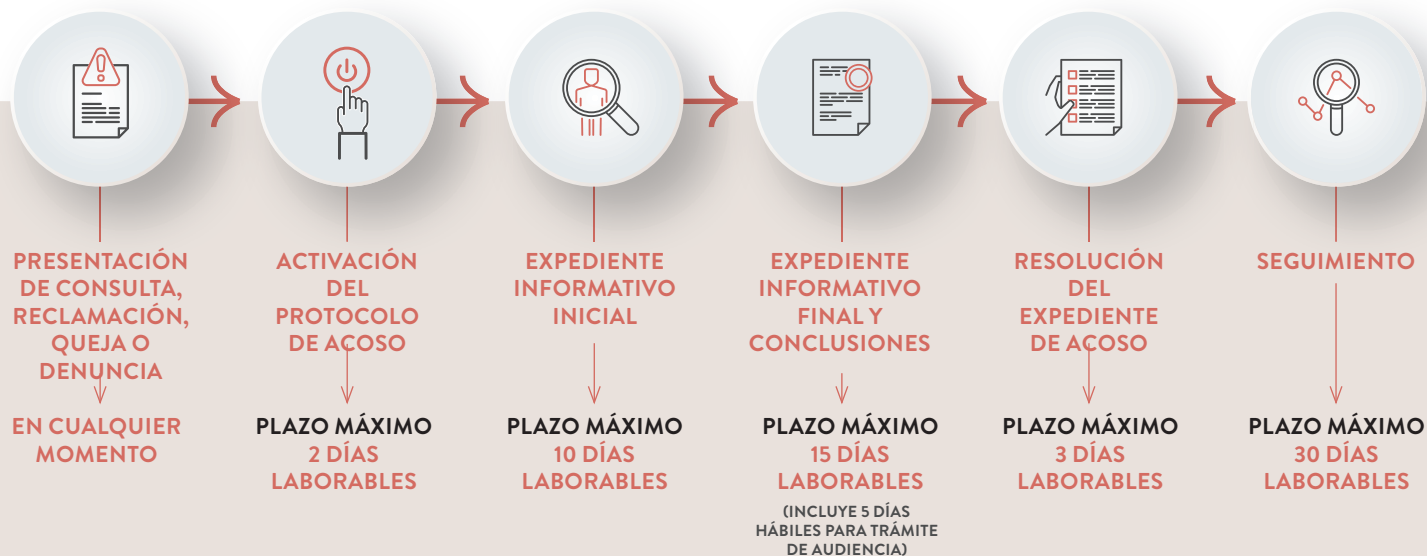 PRESENTACIÓN
DE CONSULTA,
RECLAMACIÓN,
QUEJA O
DENUNCIA
EN CUALQUIER
MOMENTO
ACTIVACIÓN
DEL
PROTOCOLO
DE ACOSO
PLAZO MÁXIMO
2 DÍAS
LABORABLES
EXPEDIENTE
INFORMATIVO
INICIAL
PLAZO MÁXIMO
10 DÍAS
LABORABLES
EXPEDIENTE
INFORMATIVO
FINAL Y
CONCLUSIONES
PLAZO MÁXIMO
15 DÍAS
LABORABLES
(INCLUYE 5 DÍAS
HÁBILES PARA TRÁMITE
DE AUDIENCIA)
RESOLUCIÓN
DEL
EXPEDIENTE
DE ACOSO
PLAZO MÁXIMO
3 DÍAS
LABORABLES
SEGUIMIENTO
PLAZO MÁXIMO
30 DÍAS
LABORABLES